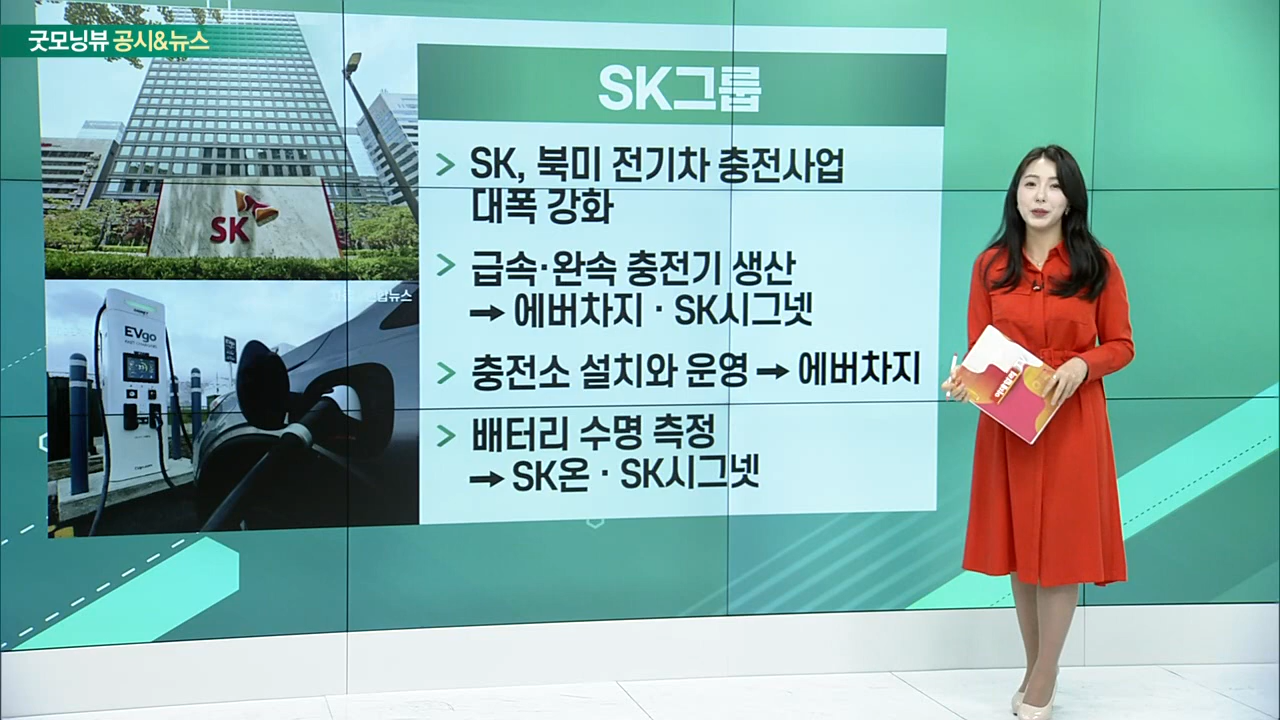 굿모닝뷰 공시&뉴스
SK그룹
SK, 북미 전기차 충전사업
대폭 강화
급속·완속 충전기 생산
➡ 에버차지 · SK시그넷
충전소 설치와 운영 ➡ 에버차지
배터리 수명 측정
➡ SK온 · SK시그넷
SK
EVgo